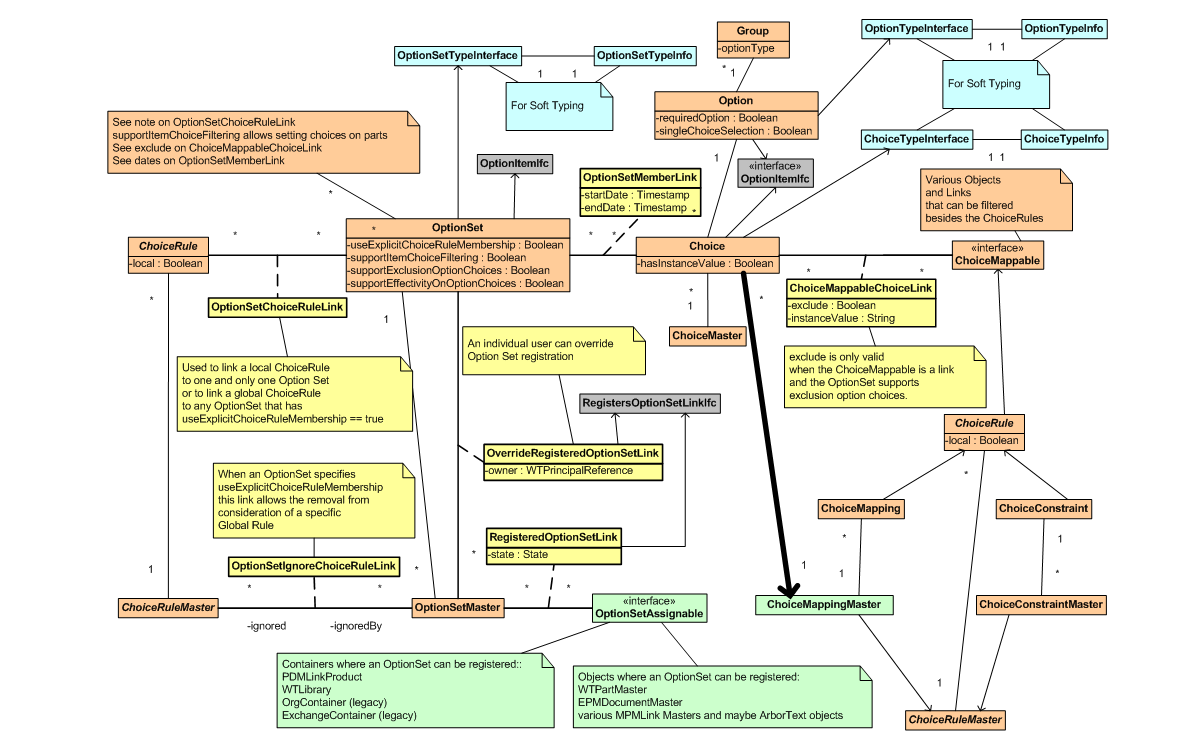 Group
-optionType
*
1
OptionTypeInterface
OptionTypeInfo
1 1
For Soft Typing
OptionSetTypeInterface
OptionSetTypeInfo
1
1
For Soft Typing
Option
-requiredOption : Boolean
-singleChoiceSelection : Boolean
ChoiceTypeInterface
ChoiceTypeInfo
1 1
See note on OptionSetChoiceRuleLink
supportItemChoiceFiltering allows setting choices on parts
See exclude on ChoiceMappableChoiceLink
See dates on OptionSetMemberLink
*
OptionItemIfc
1
«interface»
OptionItemIfc
OptionSetMemberLink
-startDate : Timestamp
-endDate : Timestamp
*
Various Objects
and Links
that can be filtered
besides the ChoiceRules
ChoiceRule
-local : Boolean
*
*
*
OptionSet
-useExplicitChoiceRuleMembership : Boolean
-supportItemChoiceFiltering : Boolean
-supportExclusionOptionChoices : Boolean
-supportEffectivityOnOptionChoices : Boolean
*
*
Choice
-hasInstanceValue : Boolean
*
*
«interface»
ChoiceMappable
*
OptionSetChoiceRuleLink
1
*
1
*
ChoiceMaster
ChoiceMappableChoiceLink
-exclude : Boolean
-instanceValue : String
Used to link a local ChoiceRule
to one and only one Option Set
or to link a global ChoiceRule
to any OptionSet that has
useExplicitChoiceRuleMembership == true
An individual user can override
Option Set registration
exclude is only valid
when the ChoiceMappable is a link
and the OptionSet supports
exclusion option choices.
RegistersOptionSetLinkIfc
ChoiceRule
-local : Boolean
*
OverrideRegisteredOptionSetLink
-owner : WTPrincipalReference
When an OptionSet specifies
useExplicitChoiceRuleMembership
this link allows the removal from
consideration of a specific
Global Rule
ChoiceMapping
ChoiceConstraint
RegisteredOptionSetLink
-state : State
*
*
1
1
OptionSetIgnoreChoiceRuleLink
*
1
1
*
*
*
*
*
ChoiceRuleMaster
OptionSetMaster
«interface»
OptionSetAssignable
ChoiceMappingMaster
ChoiceConstraintMaster
-ignored
-ignoredBy
Containers where an OptionSet can be registered::
PDMLinkProduct
WTLibrary
OrgContainer (legacy)
ExchangeContainer (legacy)
Objects where an OptionSet can be registered:
WTPartMaster
EPMDocumentMaster
various MPMLink Masters and maybe ArborText objects
1
ChoiceRuleMaster